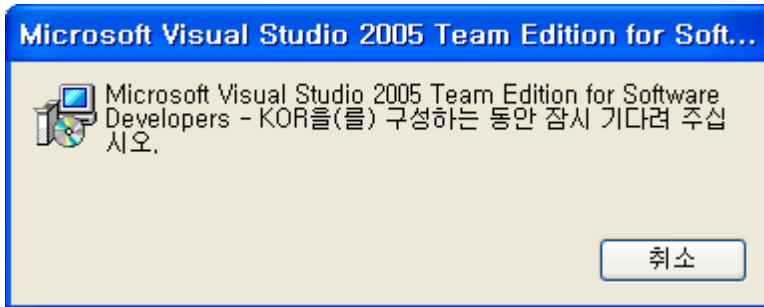 Microsoft Visual Studio 2005 Team Edition for Soft...
Microsoft Visual Studio 2005 Team Edition for Software
Developers - KOR을(를) 구성하는 동안 잠시 기다려 주십
시오.
취소